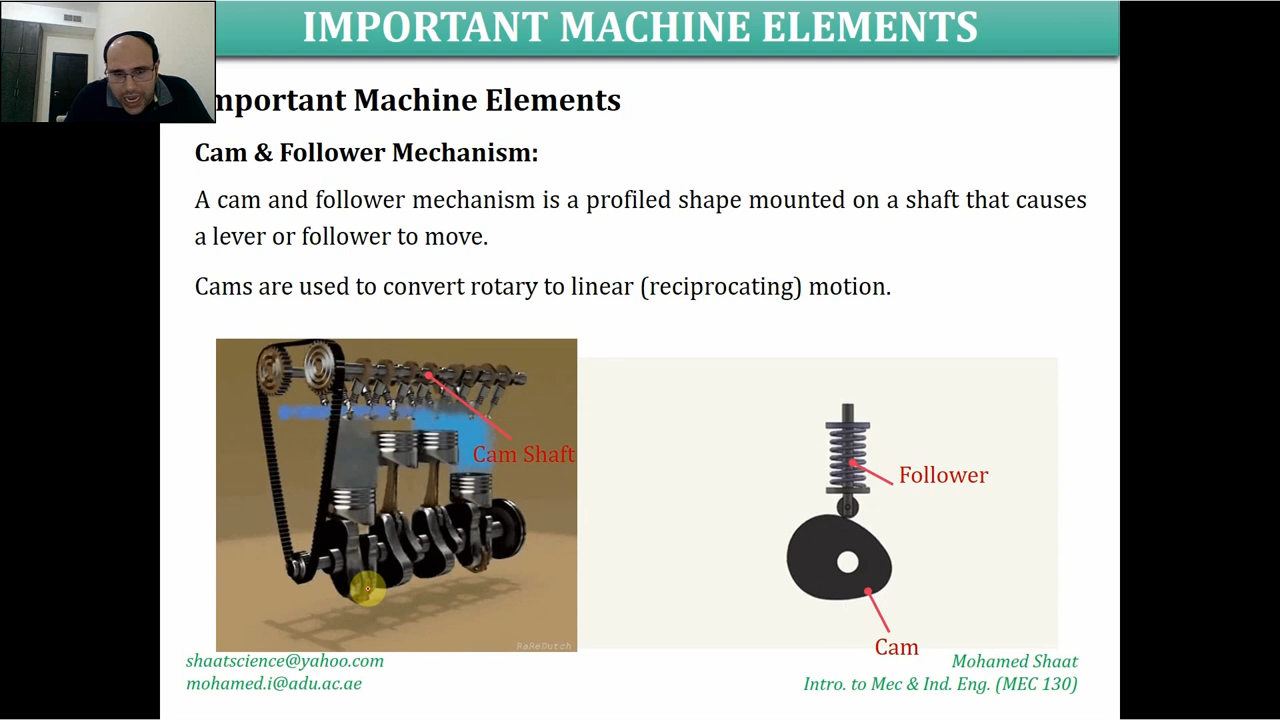 IMPORTANT MACHINE ELEMENTS
mportant Machine Elements
Cam & Follower Mechanism:
A cam and follower mechanism is a profiled shape mounted on a shaft that causes
a lever or follower to move.
Cams are used to convert rotary to linear (reciprocating) motion.
Cam Shaft
Follower
Cam
NaReDutch
shaatscience@yahoo.com
mohamed.i@adu.ac.ae
Mohamed Shaat
Intro. to Mec & Ind. Eng. (MEC 130)